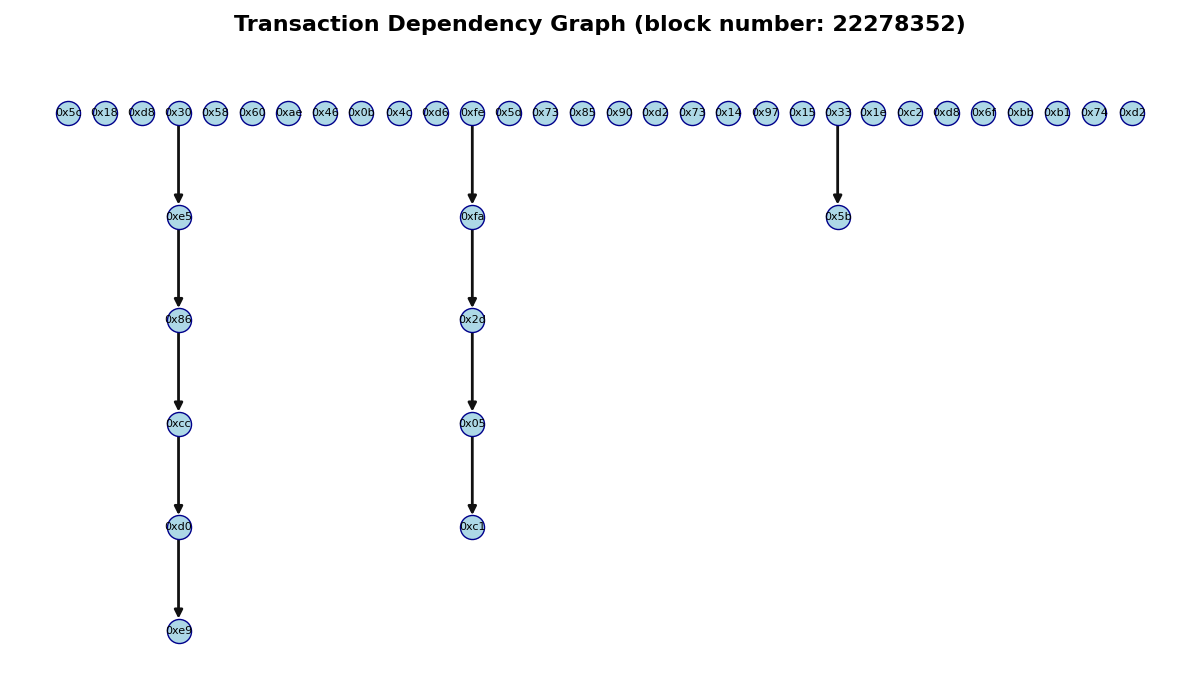 Transaction Dependency Graph (block number: 22278352)
0x5c 0x18 0xd8 0x30 0x58 0x60 0xae 0x46 0x0b 0x4c 0xd6 0xfe 0x5d 0x73 0x85 0x90 0xd2 0x73 0x14 0x97 0x15 0x33 0x1e 0xc2 0xd8 0x6f 0xbb 0xb1 0x74 0xd2
0xe5 0xfa 0x5b
0x86 0x2d
0xcc 0x05
0xd0 0xc1
0xe9